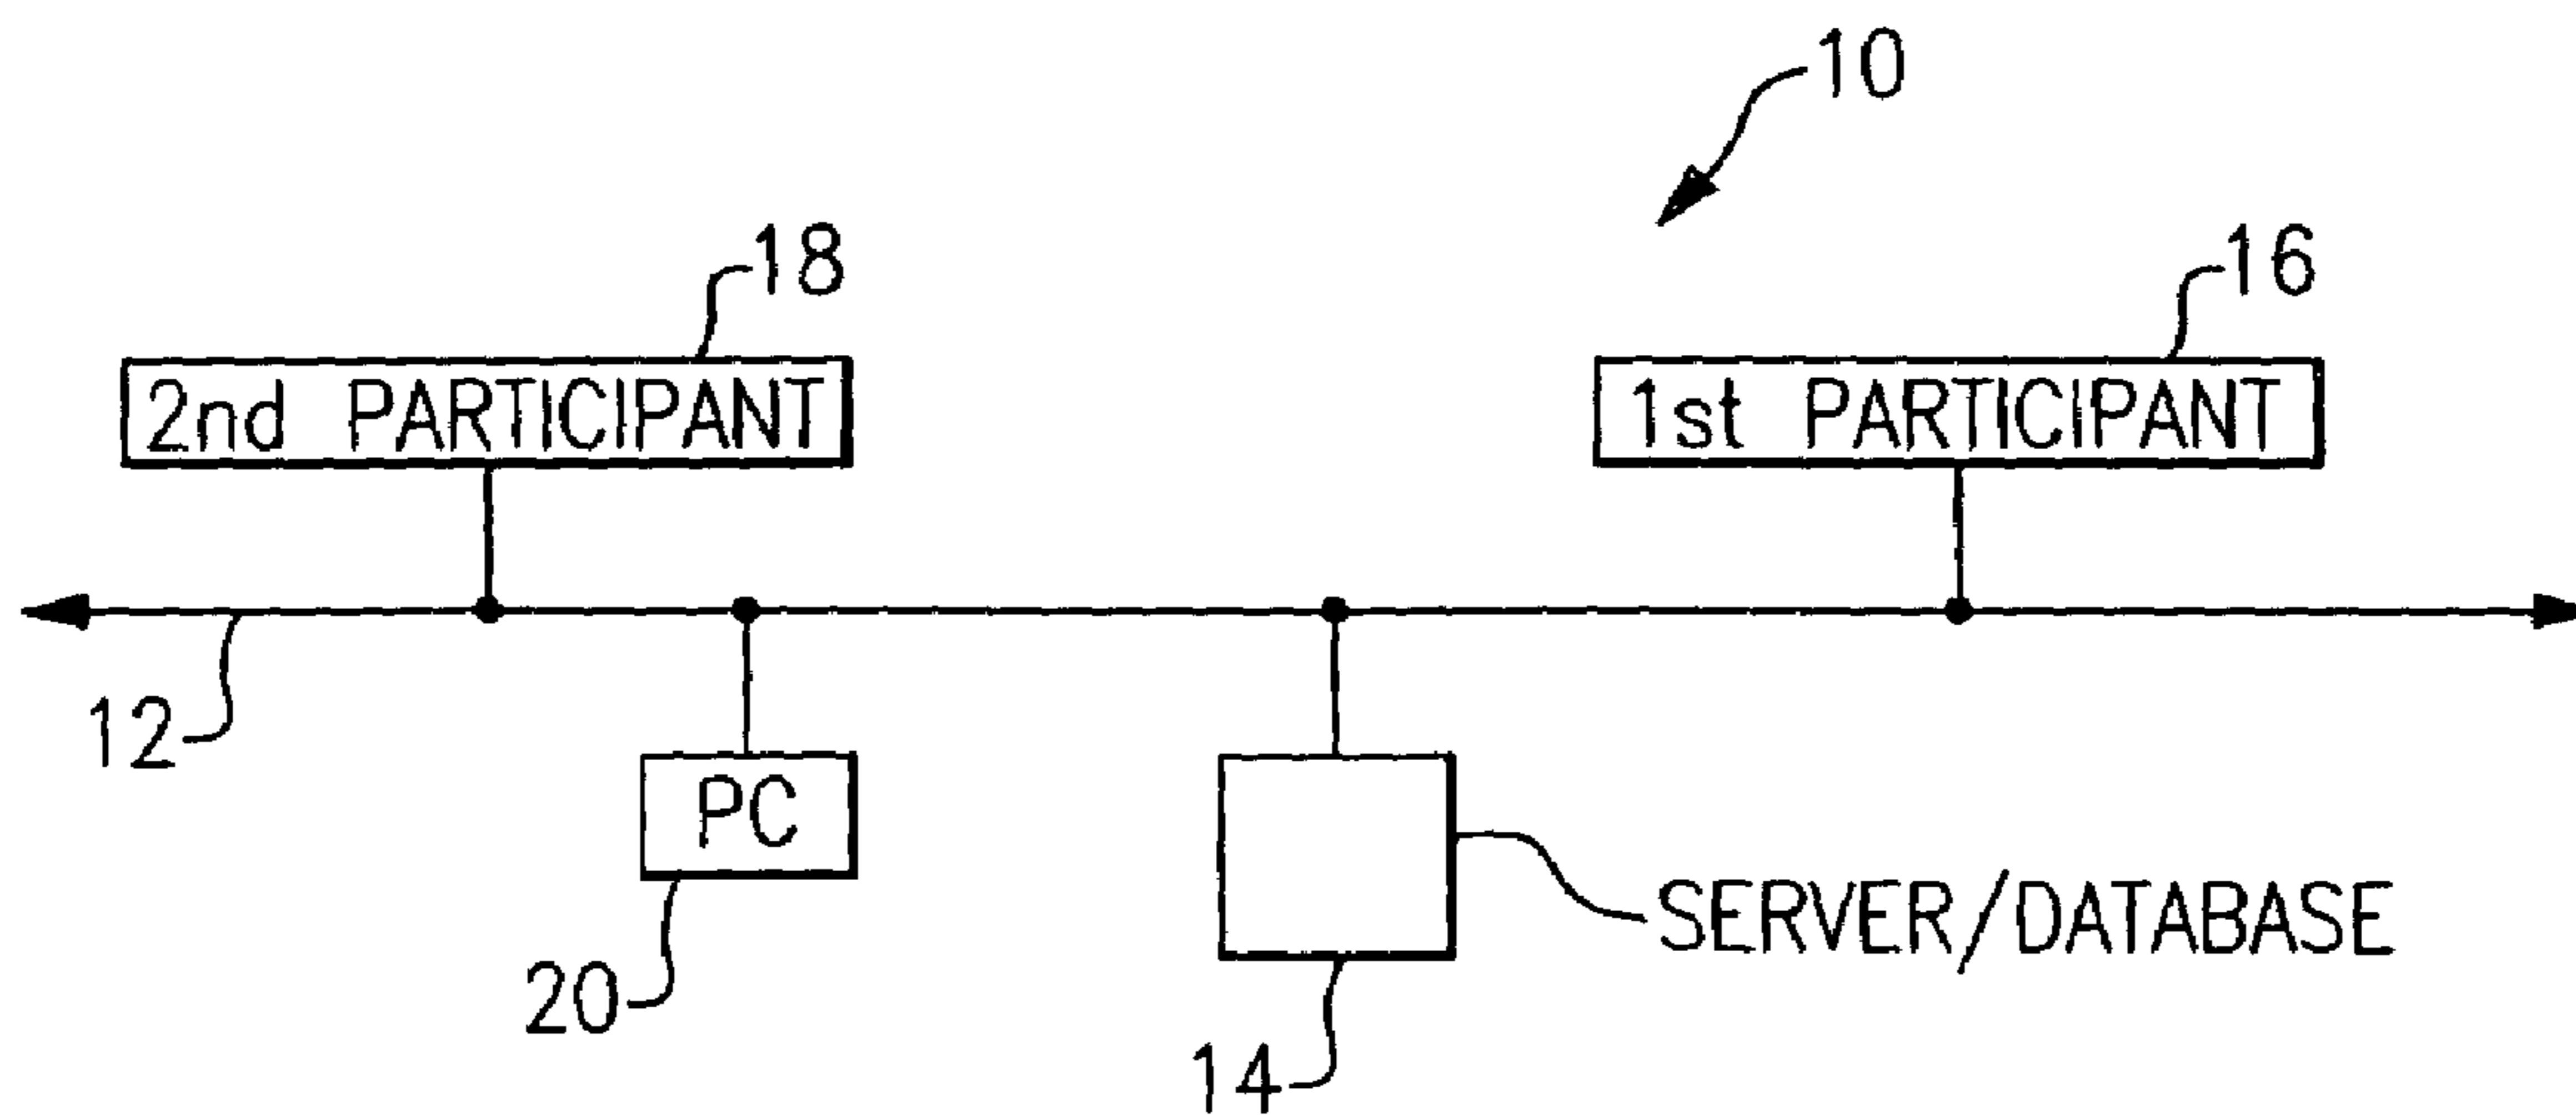 10
18
16
2nd PARTICIPANT
1st PARTICIPANT
12
PC
SERVER/DATABASE
20
14